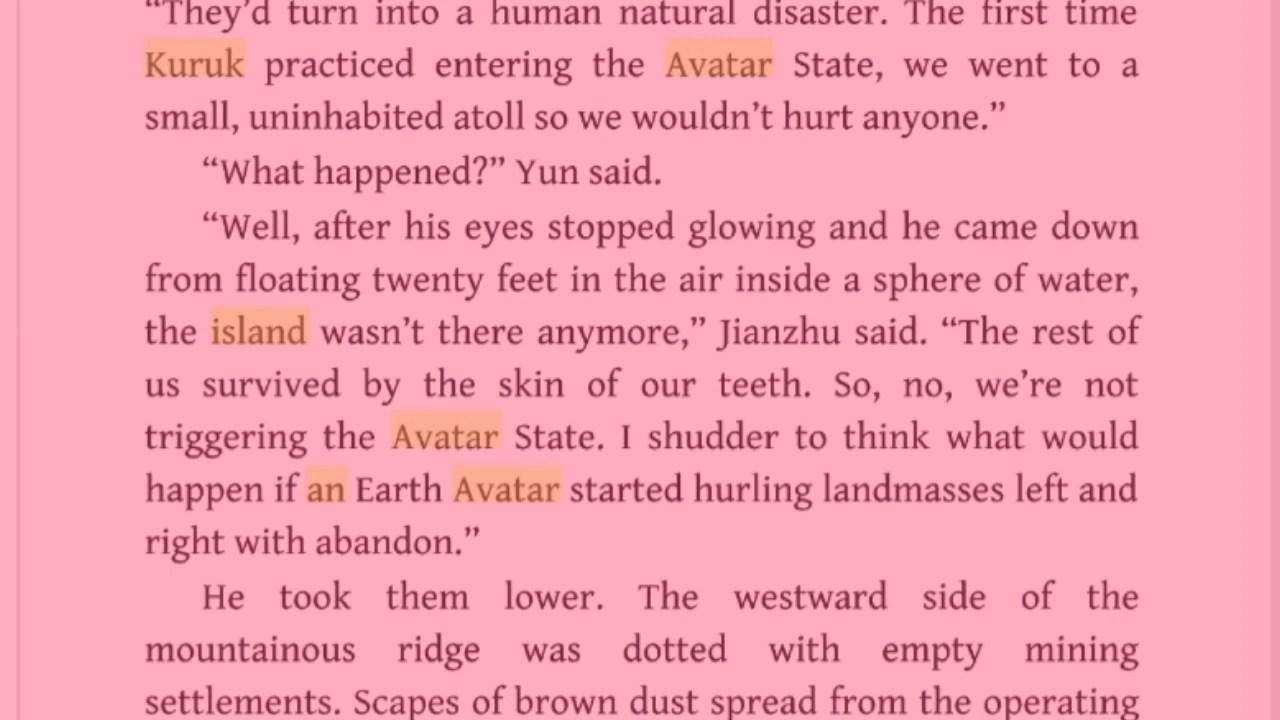 “They’d turn into a human natural disaster. The first time
Kuruk practiced entering the Avatar State, we went to a
small, uninhabited atoll so we wouldn’t hurt anyone.”
“What happened?” Yun said.
“Well, after his eyes stopped glowing and he came down
from floating twenty feet in the air inside a sphere of water,
the island wasn’t there anymore,” Jianzhu said. “The rest of
us survived by the skin of our teeth. So, no, we’re not
triggering the Avatar State. I shudder to think what would
happen if an Earth Avatar started hurling landmasses left and
right with abandon.”
He took them lower. The westward side of the
mountainous ridge was dotted with empty mining
settlements. Scapes of brown dust spread from the operating